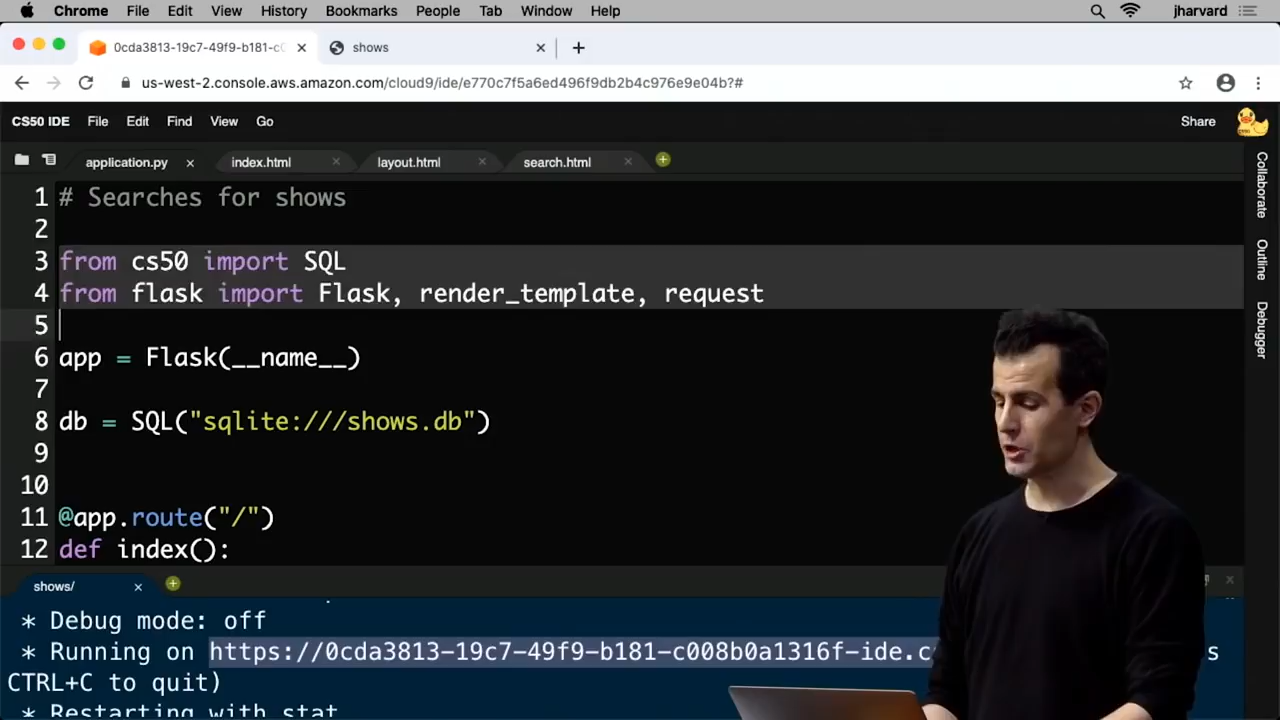 Chrome File Edit View History Bookmarks People Tab Window Help jharvard
0cda3813-19c7-49f9-b181-c0 shows
us-west-2.console.aws.amazon.com/cloud9/ide/e770c7f5a6ed496f9db2b4c976e9e04b?#
CS50 IDE File Edit Find View Go Share
application.py index.html layout.html search.html
Collaborate
Outline
Debugger
1 # Searches for shows
2
3 from cs50 import SQL
4 from flask import Flask, render_template, request
5
6 app = Flask(__name__)
7
8 db = SQL("sqlite:///shows.db")
9
10
11 @app.route("/")
12 def index():
shows/
* Debug mode: off
* Running on https://0cda3813-19c7-49f9-b181-c008b0a1316f-ide.c s
CTRL+C to quit)
* Restarting with stat